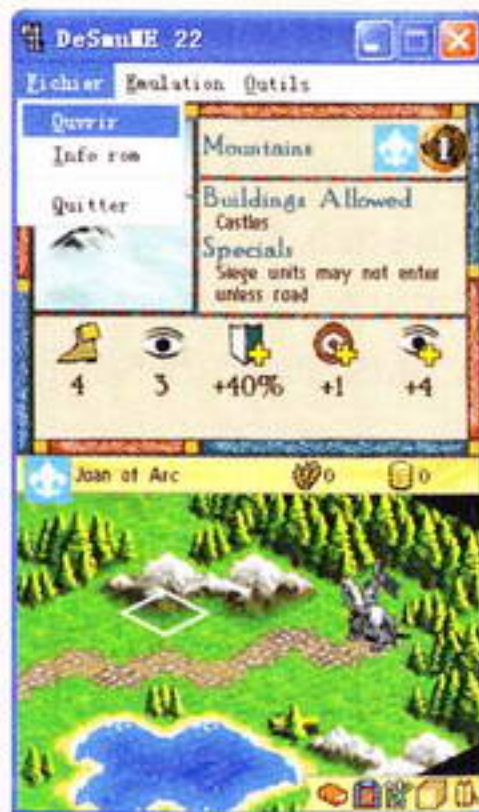 DeSmuME 22
Fichier Emulation Outils
Ouvrir
Info rom
Quitter
Mountains 1
Buildings Allowed
Castles
Specials
Siege units may not enter
unless road
4 3 +40% +1 +4
Joan of Arc 0 0